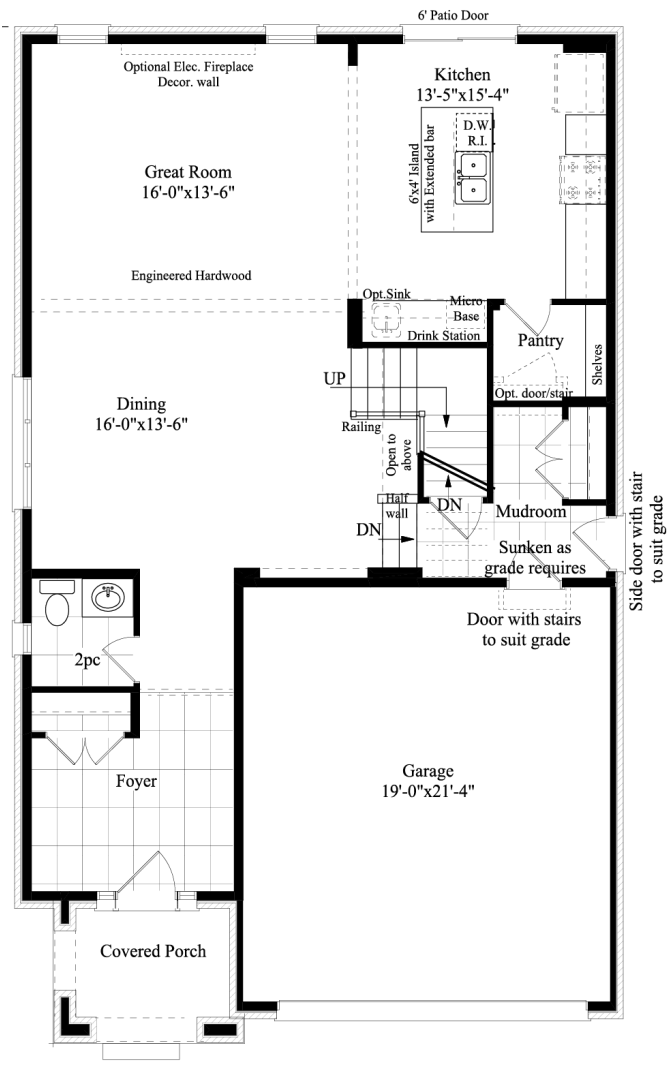 6' Patio Door
Optional Elec. Fireplace
Decor. wall
Kitchen
13'-5"x15'-4"
D.W.
R.I.
6'x4' Island
with Extended bar
Great Room
16'-0"x13'-6"
Engineered Hardwood
Opt.Sink
Micro
Base
Drink Station
Pantry
Shelves
Opt. door/stair
UP
Dining
16'-0"x13'-6"
Railing
Open to
above
Half
wall
DN
DN
Mudroom
Sunken as
grade requires
Side door with stair
to suit grade
Door with stairs
to suit grade
2pc
Foyer
Garage
19'-0"x21'-4"
Covered Porch